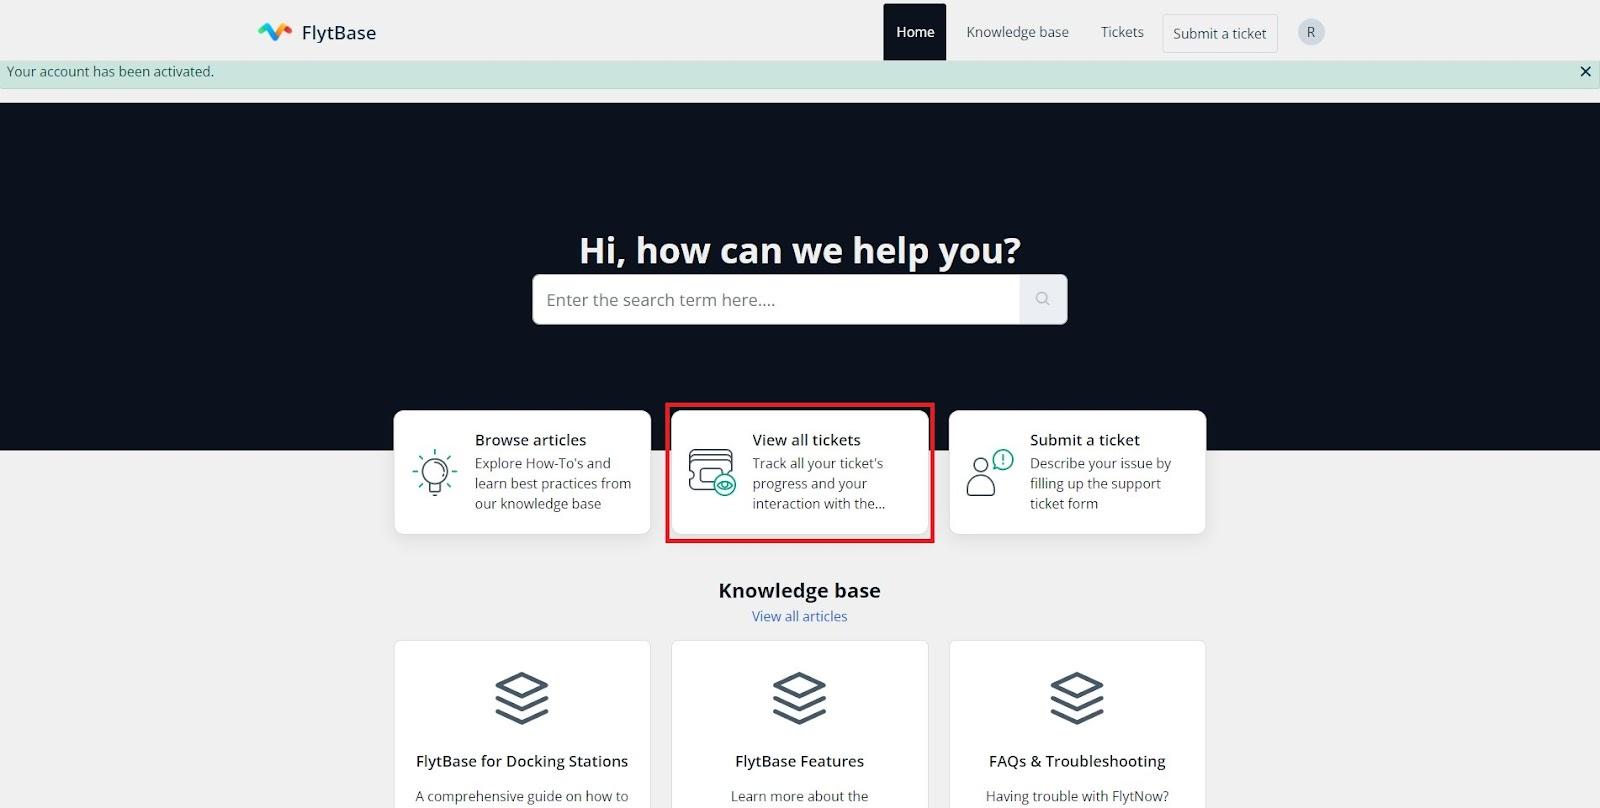 FlytBase
Home
Knowledge base
Tickets
Submit a ticket
R
Your account has been activated.
Hi, how can we help you?
Enter the search term here....
Browse articles
Explore How-To's and
learn best practices from
our knowledge base
View all tickets
Track all your ticket's
progress and your
interaction with the...
Submit a ticket
Describe your issue by
filling up the support
ticket form
Knowledge base
View all articles
FlytBase for Docking Stations
A comprehensive guide on how to
FlytBase Features
Learn more about the
FAQs & Troubleshooting
Having trouble with FlytNow?